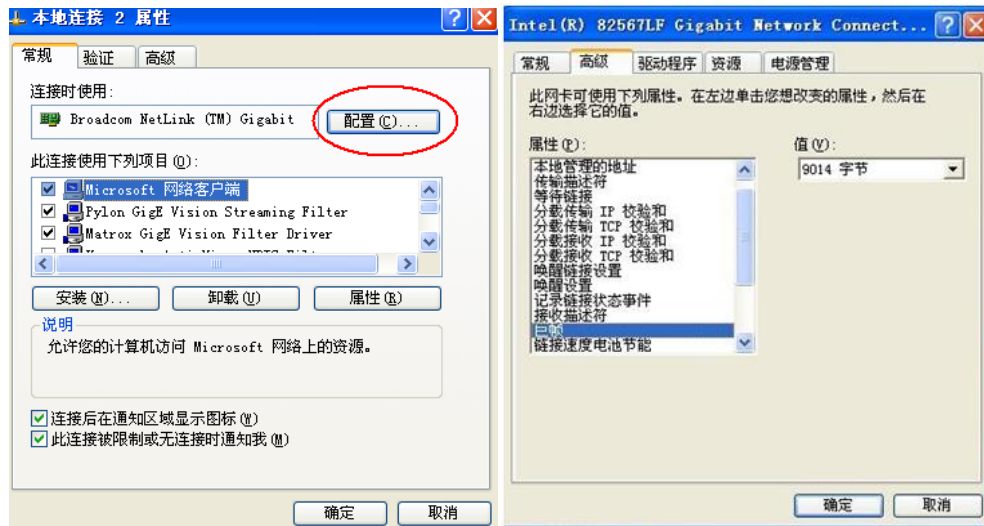 本地连接 2 属性
常规 验证 高级
连接时使用:
Broadcom NetLink (TM) Gigabit
配置(C)...
此连接使用下列项目(O):
Microsoft 网络客户端
Pylon GigE Vision Streaming Filter
Matrox GigE Vision Filter Driver
安装(N)... 卸载(U) 属性(R)
说明
允许您的计算机访问 Microsoft 网络上的资源。
连接后在通知区域显示图标(W)
此连接被限制或无连接时通知我(M)
确定 取消
Intel(R) 82567LF Gigabit Network Connect...
常规 高级 驱动程序 资源 电源管理
此网卡可使用下列属性。在左边单击您想改变的属性，然后在
右边选择它的值。
属性(P):
本地管理的地址
传输描述符
等待链接
分载传输 IP 校验和
分载传输 TCP 校验和
分载接收 IP 校验和
分载接收 TCP 校验和
唤醒链接设置
唤醒设置
记录链接状态事件
接收描述符
巨帧
链接速度电池节能
值(V):
9014 字节
确定 取消